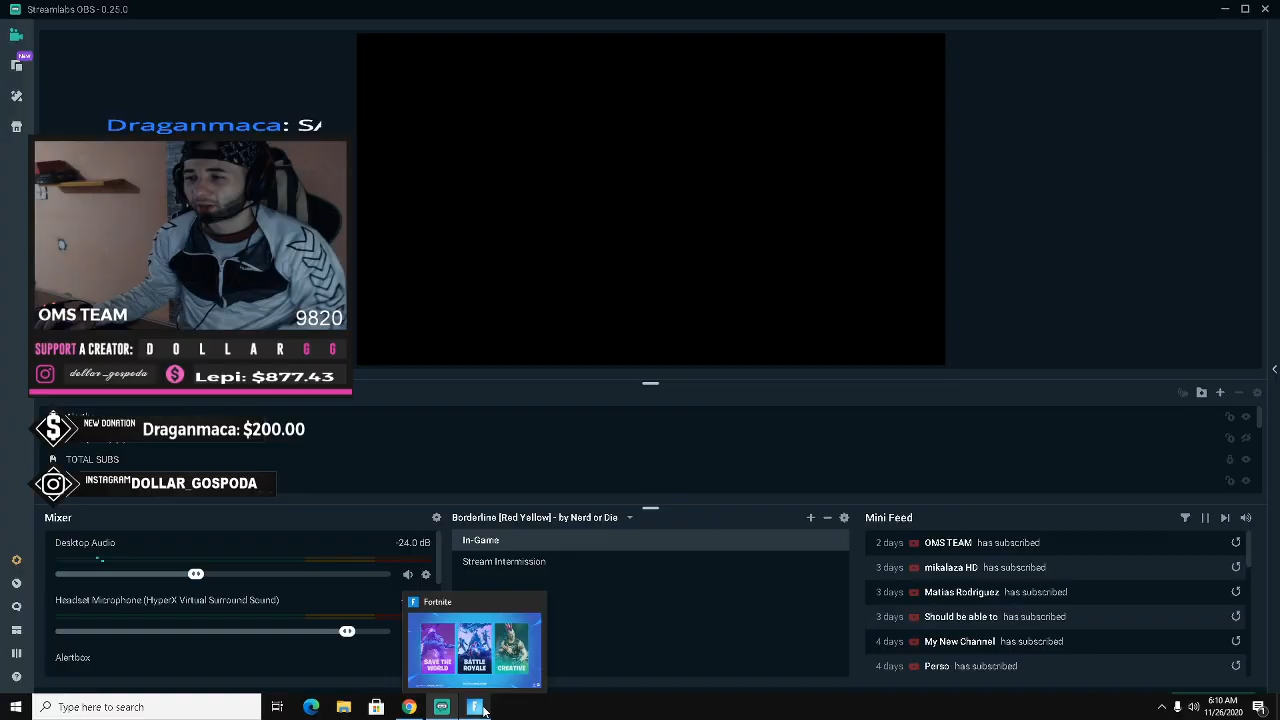 Streamlabs OBS - 0.25.0
New
Draganmaca: SA
OMS TEAM
9820
SUPPORT A CREATOR: DOLLARGG
dollar_gospoda
Lepi: $877.43
NEW DONATION
Draganmaca: $200.00
TOTAL SUBS
INSTAGRAM
DOLLAR_GOSPODA
Mixer
Desktop Audio
-24.0 dB
Headset Microphone (HyperX Virtual Surround Sound)
Alertbox
Borderline [Red Yellow] - by Nerd or Die
In-Game
Stream Intermission
Mini Feed
2 days OMS TEAM has subscribed
3 days mikalaza HD has subscribed
3 days Matias Rodriguez has subscribed
3 days Should be able to has subscribed
4 days My New Channel has subscribed
4 days Perso has subscribed
Fortnite
SAVE THE WORLD
BATTLE ROYALE
CREATIVE
Type here to search
6:10 AM
11/26/2020